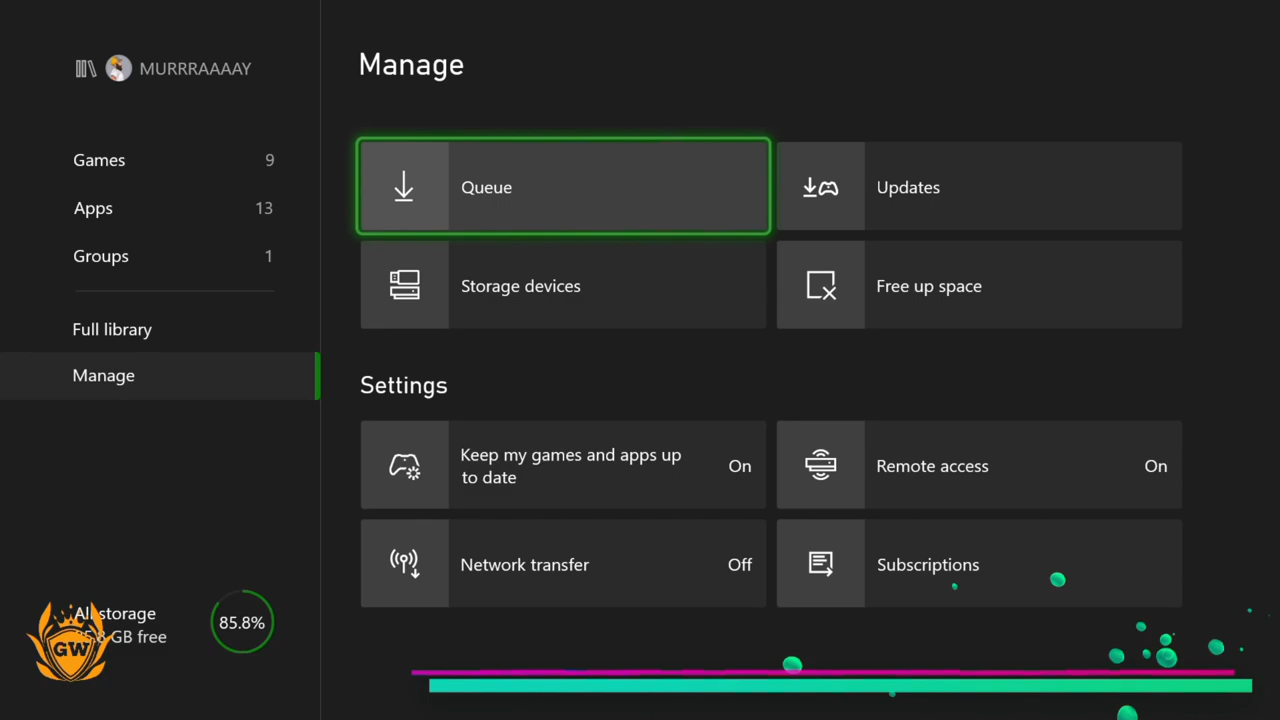 MURRRAAAAY
Games 9
Apps 13
Groups 1
Full library
Manage
All storage
5.8 GB free
85.8%
GW
Manage
Queue
Updates
Storage devices
Free up space
Settings
Keep my games and apps up
to date
On
Remote access
On
Network transfer
Off
Subscriptions